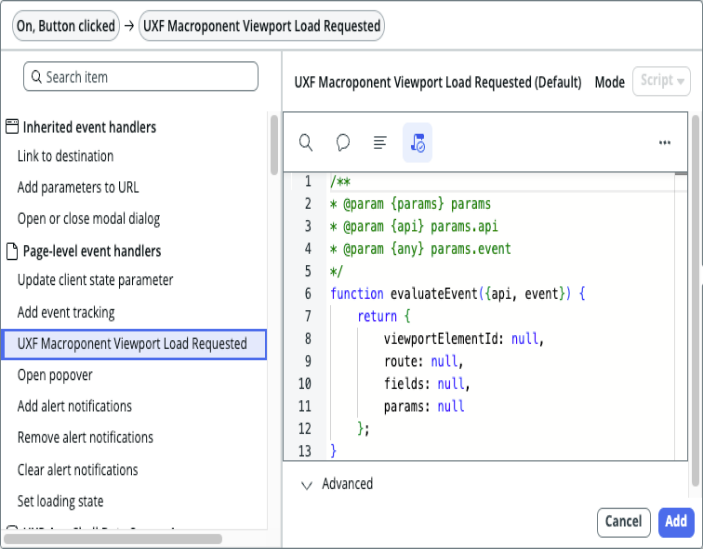 On, Button clicked → UXF Macroponent Viewport Load Requested
Search item
Inherited event handlers
Link to destination
Add parameters to URL
Open or close modal dialog
Page-level event handlers
Update client state parameter
Add event tracking
UXF Macroponent Viewport Load Requested
Open popover
Add alert notifications
Remove alert notifications
Clear alert notifications
Set loading state
UXF Macroponent Viewport Load Requested (Default) Mode Script
1 /**
2 * @param {params} params
3 * @param {api} params.api
4 * @param {any} params.event
5 */
6 function evaluateEvent({api, event}) {
7 return {
8 viewportElementId: null,
9 route: null,
10 fields: null,
11 params: null
12 };
13 }
Advanced
Cancel Add